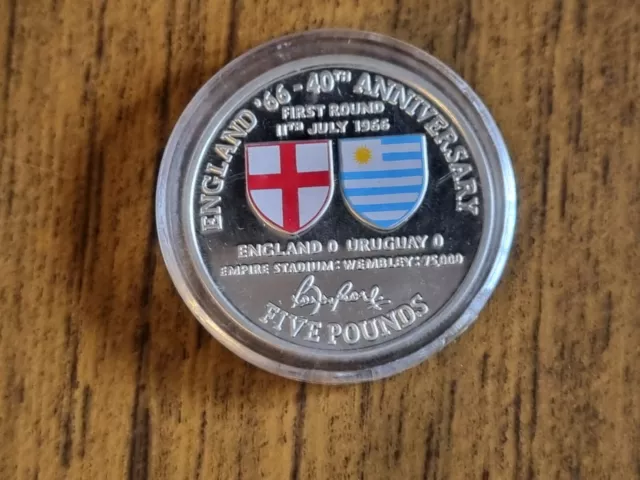 ENGLAND '66 - 40TH ANNIVERSARY
FIRST ROUND
11TH JULY 1966
ENGLAND 0 URUGUAY 0
EMPIRE STADIUM: WEMBLEY: 75,000
FIVE POUNDS